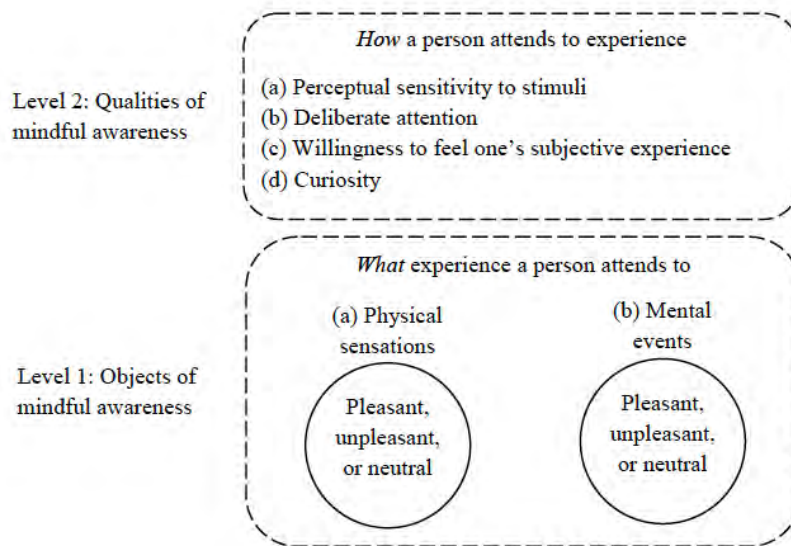 How a person attends to experience
Level 2: Qualities of
mindful awareness
(a) Perceptual sensitivity to stimuli
(b) Deliberate attention
(c) Willingness to feel one's subjective experience
(d) Curiosity
What experience a person attends to
(a) Physical
sensations
(b) Mental
events
Level 1: Objects of
mindful awareness
Pleasant,
unpleasant,
or neutral
Pleasant,
unpleasant,
or neutral